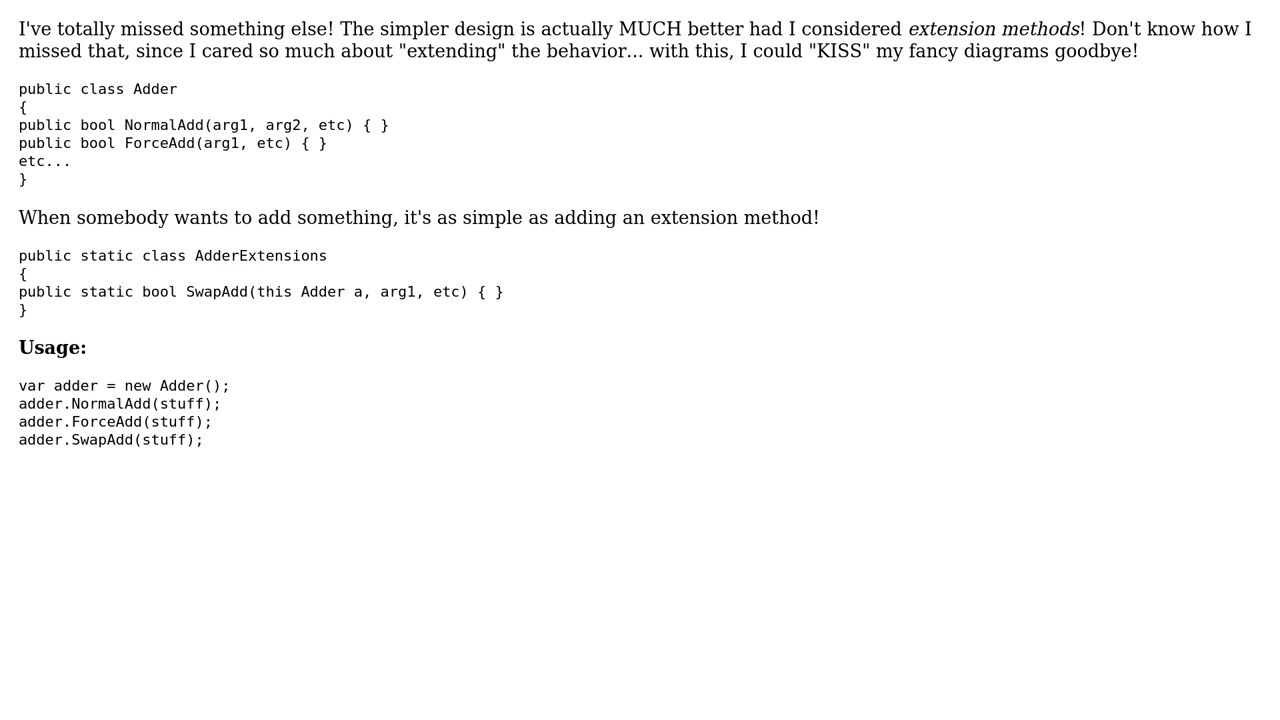 I've totally missed something else! The simpler design is actually MUCH better had I considered extension methods! Don't know how I
missed that, since I cared so much about "extending" the behavior... with this, I could "KISS" my fancy diagrams goodbye!
public class Adder
{
public bool NormalAdd(arg1, arg2, etc) { }
public bool ForceAdd(arg1, etc) { }
etc...
}
When somebody wants to add something, it's as simple as adding an extension method!
public static class AdderExtensions
{
public static bool SwapAdd(this Adder a, arg1, etc) { }
}
Usage:
var adder = new Adder();
adder.NormalAdd(stuff);
adder.ForceAdd(stuff);
adder.SwapAdd(stuff);